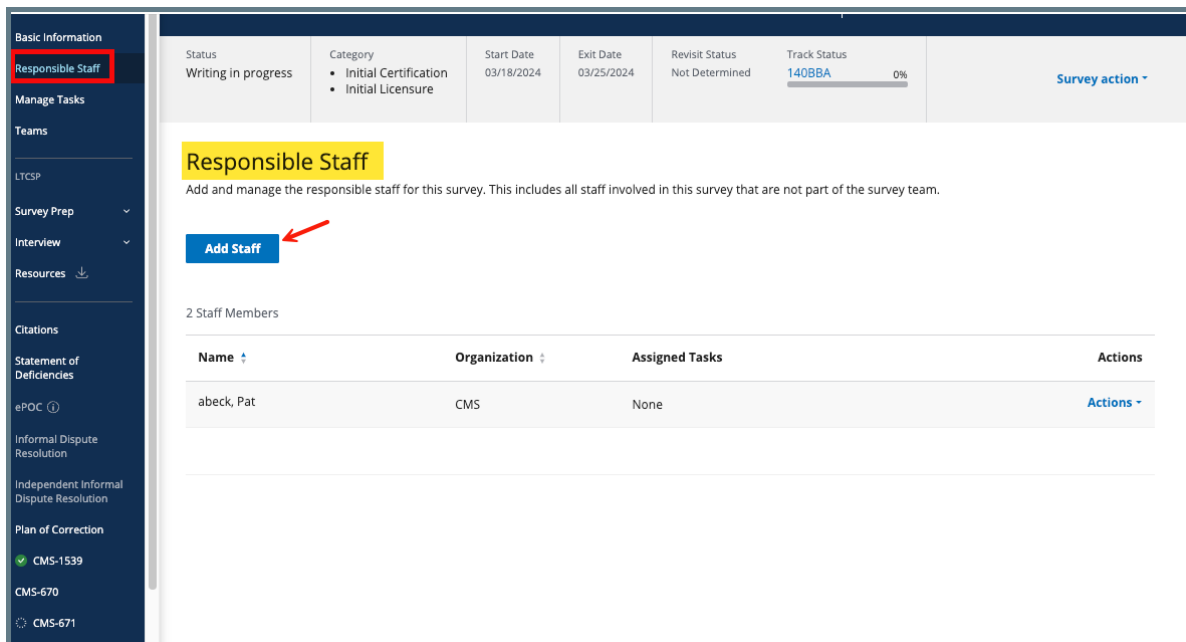 Basic Information
Responsible Staff
Manage Tasks
Teams
LTCSP
Survey Prep
Interview
Resources
Citations
Statement of
Deficiencies
ePOC
Informal Dispute
Resolution
Independent Informal
Dispute Resolution
Plan of Correction
CMS-1539
CMS-670
CMS-671
Status
Writing in progress
Category
• Initial Certification
• Initial Licensure
Start Date
03/18/2024
Exit Date
03/25/2024
Revisit Status
Not Determined
Track Status
140BBA 0%
Survey action
Responsible Staff
Add and manage the responsible staff for this survey. This includes all staff involved in this survey that are not part of the survey team.
Add Staff
2 Staff Members
Name Organization Assigned Tasks Actions
abeck, Pat CMS None Actions